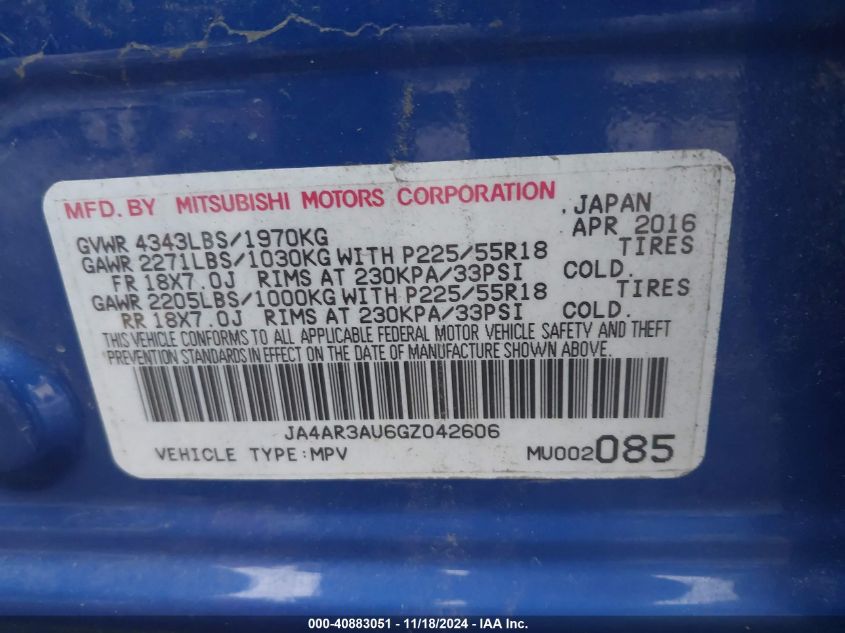 MFD. BY MITSUBISHI MOTORS CORPORATION , JAPAN
GVWR 4343LBS/1970KG APR 2016
GAWR 2271LBS/1030KG WITH P225/55R18 TIRES
FR 18X7.0J RIMS AT 230KPA/33PSI COLD.
GAWR 2205LBS/1000KG WITH P225/55R18 TIRES
RR 18X7.0J RIMS AT 230KPA/33PSI COLD.
THIS VEHICLE CONFORMS TO ALL APPLICABLE FEDERAL MOTOR VEHICLE SAFETY AND THEFT
PREVENTION STANDARDS IN EFFECT ON THE DATE OF MANUFACTURE SHOWN ABOVE.
JA4AR3AU6GZ042606
VEHICLE TYPE:MPV MU002085
000-40883051 - 11/18/2024 - IAA Inc.